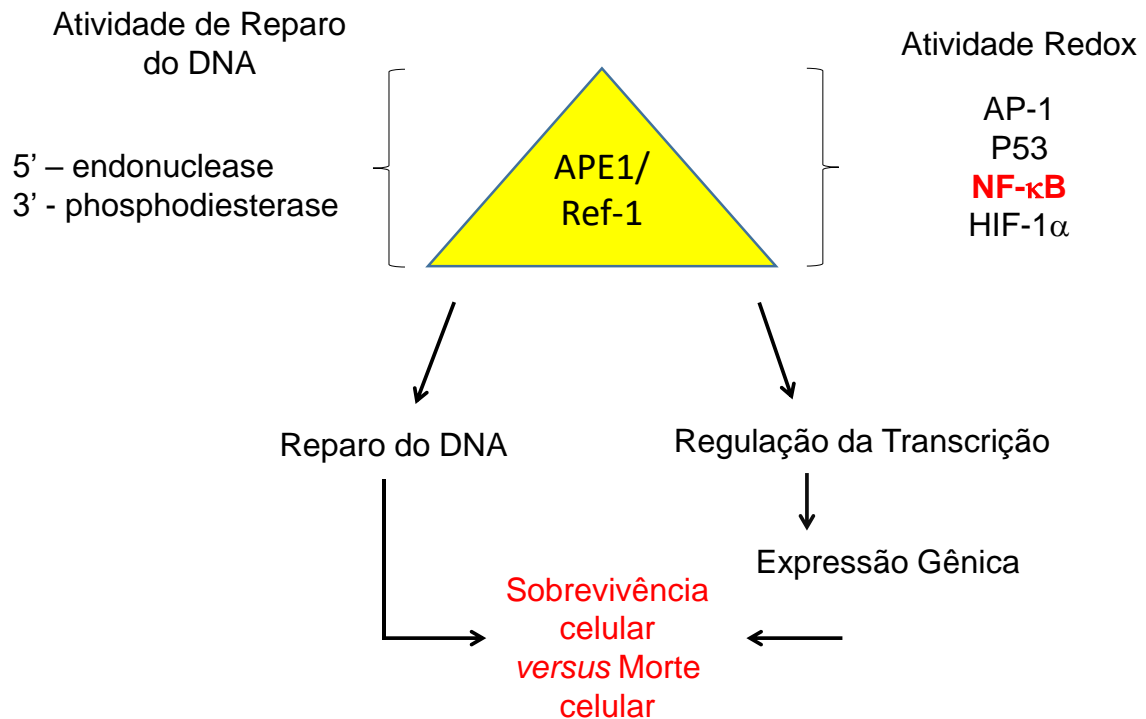 Atividade de Reparo
do DNA
5’ – endonuclease
3’ - phosphodiesterase
APE1/
Ref-1
Atividade Redox
AP-1
P53
NF-κB
HIF-1α
Reparo do DNA
Regulação da Transcrição
Expressão Gênica
Sobrevivência
celular
versus Morte
celular